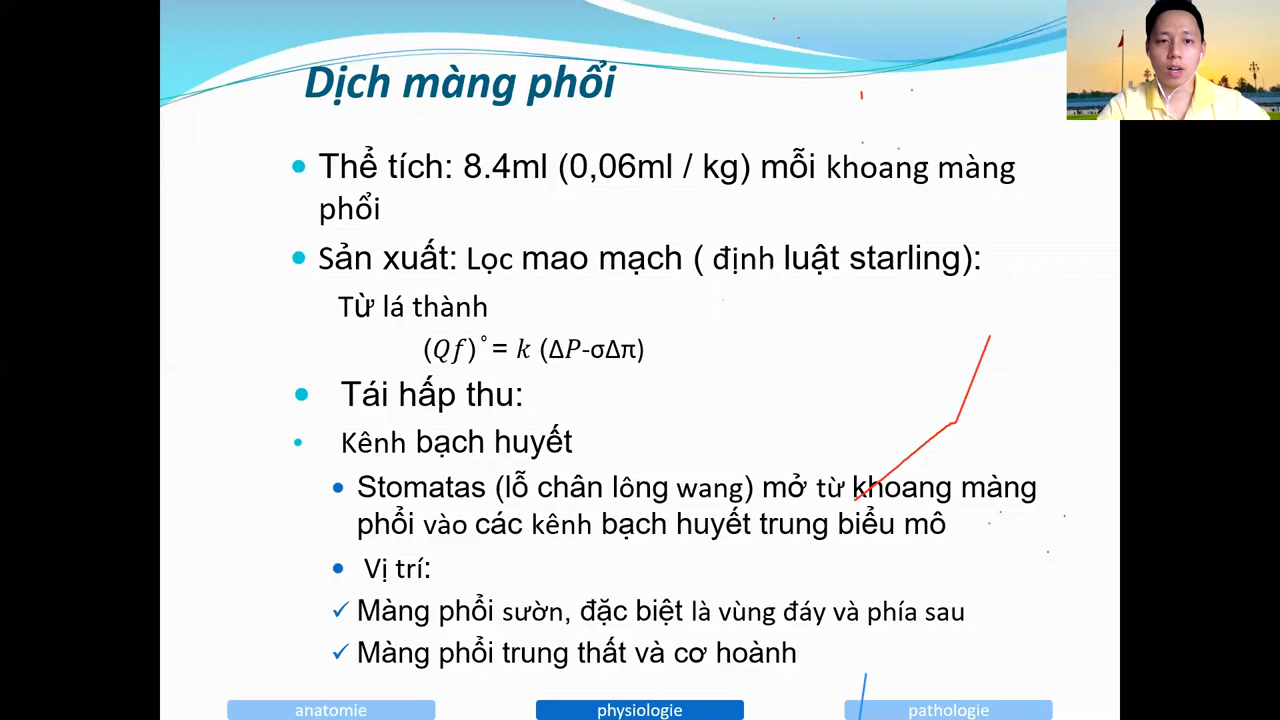 Dịch màng phổi
Thể tích: 8.4ml (0,06ml / kg) mỗi khoang màng
phổi
Sản xuất: Lọc mao mạch ( định luật starling):
Từ lá thành
(Qf)˚= k (ΔP-σΔπ)
Tái hấp thu:
Kênh bạch huyết
Stomatas (lỗ chân lông wang) mở từ khoang màng
phổi vào các kênh bạch huyết trung biểu mô
Vị trí:
Màng phổi sườn, đặc biệt là vùng đáy và phía sau
Màng phổi trung thất và cơ hoành
anatomie physiologie pathologie